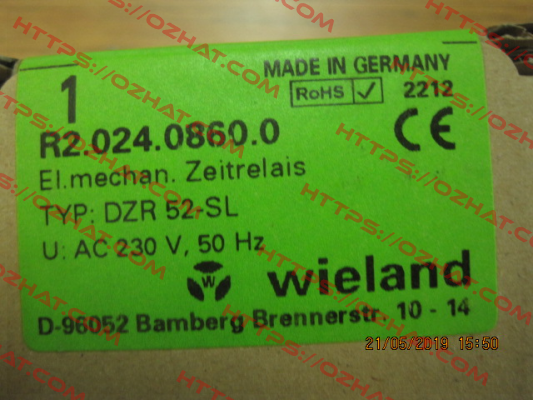 1
MADE IN GERMANY
RoHS ✓ 2212
R2.024.0860.0
CE
El.mechan. Zeitrelais
TYP: DZR 52-SL
U: AC 230 V, 50 Hz
wieland
D-96052 Bamberg Brennerstr. 10 - 14
21/05/2019 15:50
HTTPS://OZHAT.COM